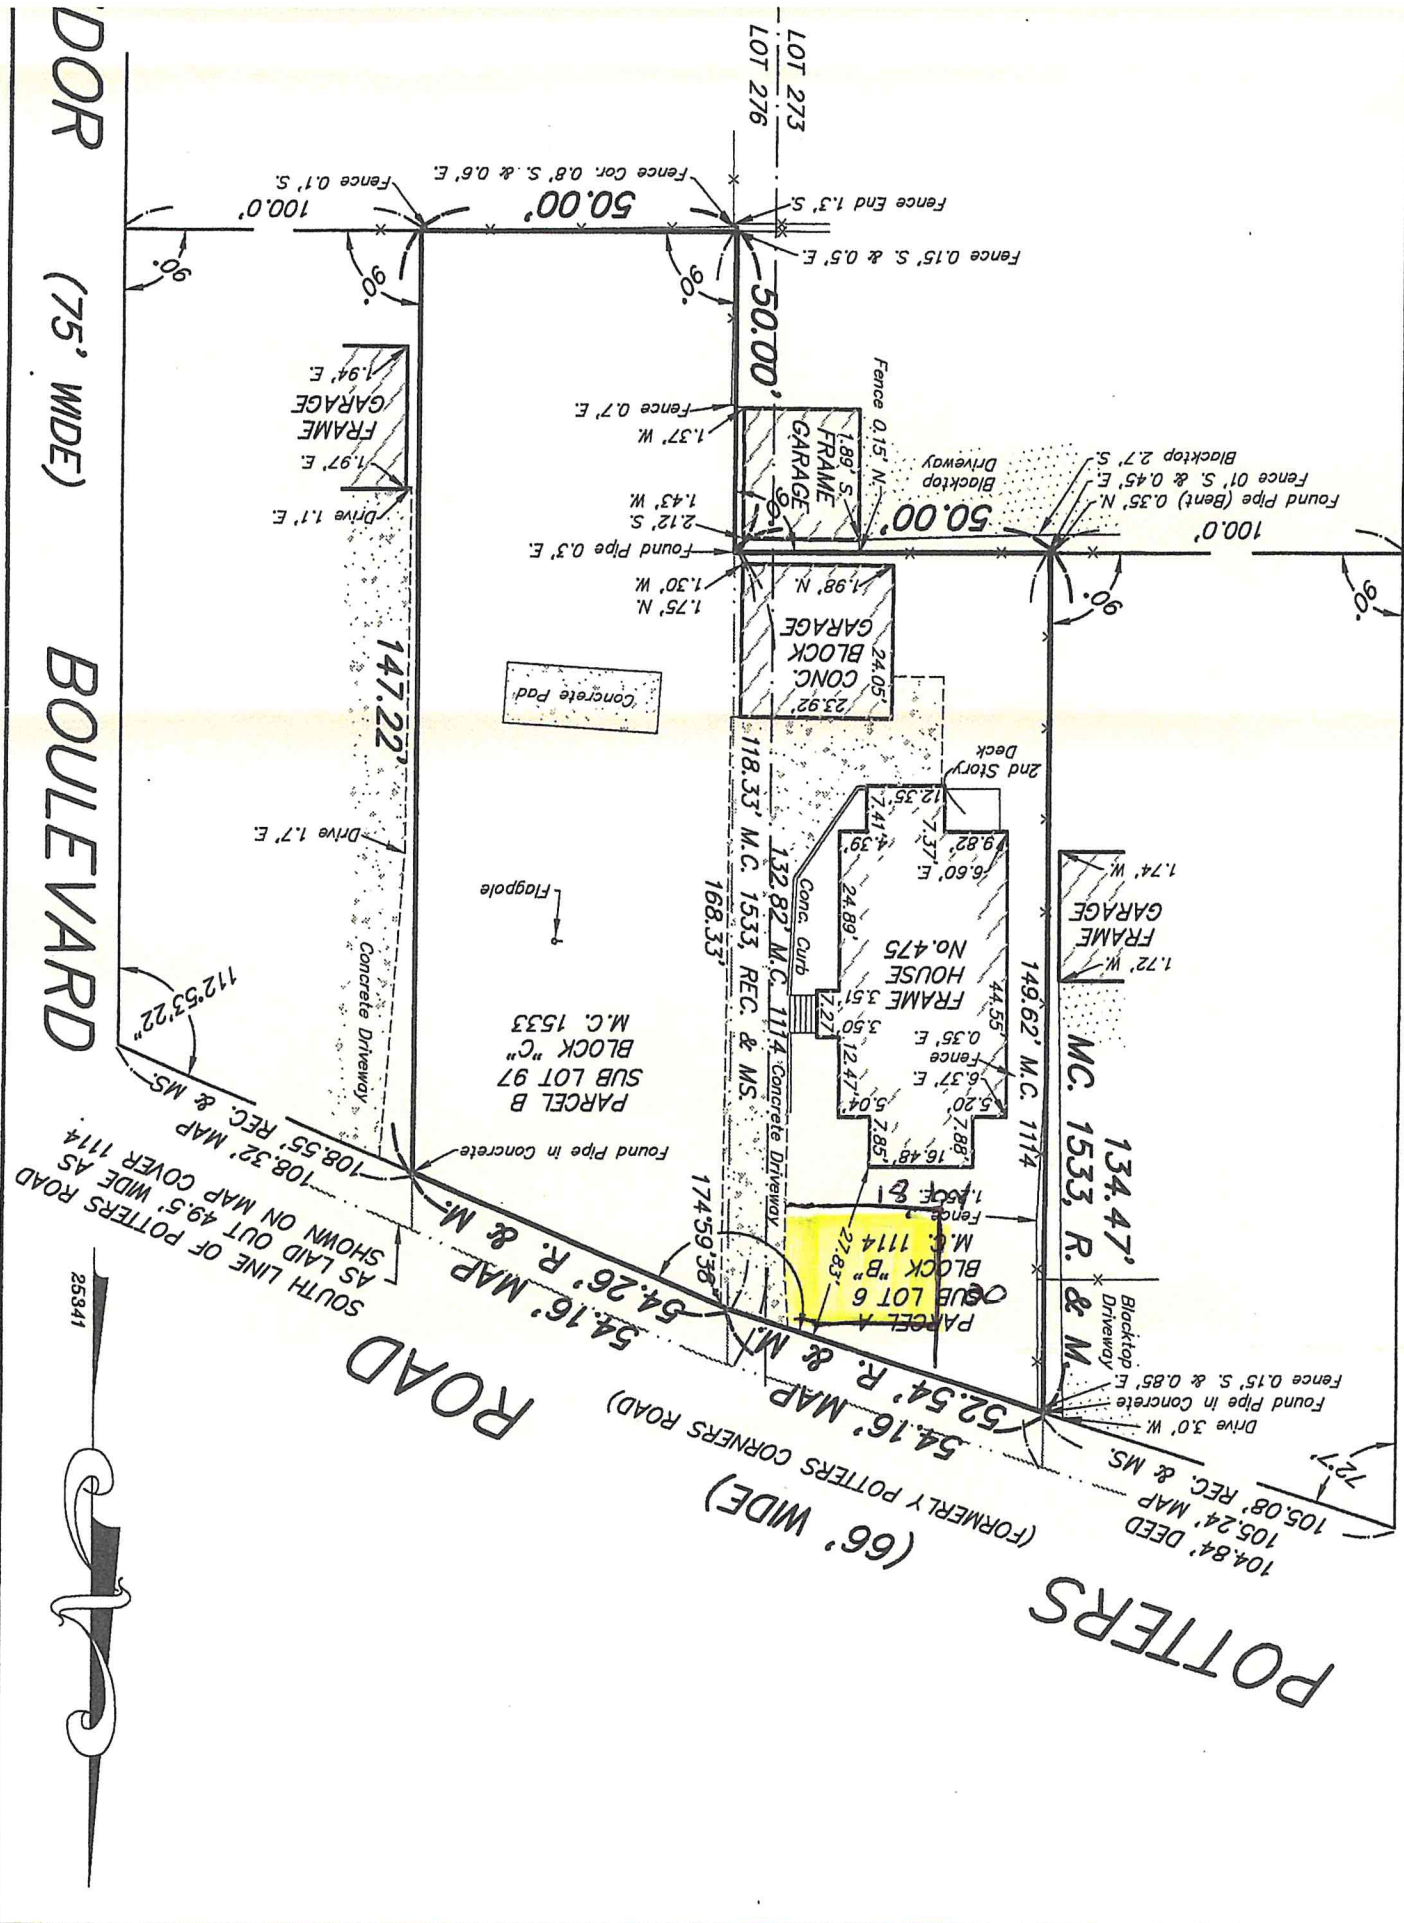 POTTERS
ROAD
(66' WIDE)
(FORMERLY POTTERS CORNERS ROAD)
104.84' DEED
105.24' MAP
105.08' REC. & MS.
72°7'
Drive 3.0' W.
Found Pipe in Concrete
Fence 0.15' S. & 0.85' E.
Blacktop
Driveway
54.16' MAP
52.54' R. & M.
54.16' MAP
54.26' R. & M.
174°59'38"
SOUTH LINE OF POTTERS ROAD
AS LAID OUT 49.5' WIDE AS
SHOWN ON MAP COVER 1114
108.32' MAP
108.55' REC. & MS.
112°53'22"
25341
PARCEL A
SUB LOT 6
BLOCK "B"
M.C. 1114
Fence
1.25' E.
27.83'
18
134.47'
MC. 1533, R. & M.
149.62' M.C. 1114
1.72' W.
FRAME
GARAGE
1.74' W.
16.48'
7.88'
7.85'
5.20'
5.04'
6.37' E.
Fence
0.35' E.
12.47'
3.50'
7.27'
3.51'
44.55'
FRAME
HOUSE
No.475
24.89'
6.60' E.
9.82'
4.39'
7.37'
7.41'
12.35'
2nd Story
Deck
Conc. Curb
Concrete Driveway
132.82' M.C. 1114
118.33' M.C. 1533, REC. & MS.
168.33'
Found Pipe in Concrete
PARCEL B
SUB LOT 97
BLOCK "C"
M.C. 1533
Flagpole
Concrete Driveway
Drive 1.7' E.
147.22'
Concrete Pad
23.92'
CONC.
BLOCK
GARAGE
24.05'
1.98' N.
1.75' N.
1.30' W.
Found Pipe 0.3' E.
2.12' S.
1.43' W.
90°
50.00'
100.0'
90°
90°
Found Pipe (Bent) 0.35' N.
Fence 01' S. & 0.45' E.
Blacktop 2.7' S.
Blacktop
Driveway
Fence 0.15' N.
FRAME
GARAGE
1.89' S.
1.37' W.
Fence 0.7' E.
50.00'
Drive 1.1' E.
1.97' E.
FRAME
GARAGE
1.94' E.
90°
90°
90°
Fence 0.15' S. & 0.5' E.
Fence End 1.3' S.
50.00'
Fence Cor. 0.8' S. & 0.6' E.
100.0'
Fence 0.1' S.
LOT 273
LOT 276
DOR
(75' WIDE)
BOULEVARD